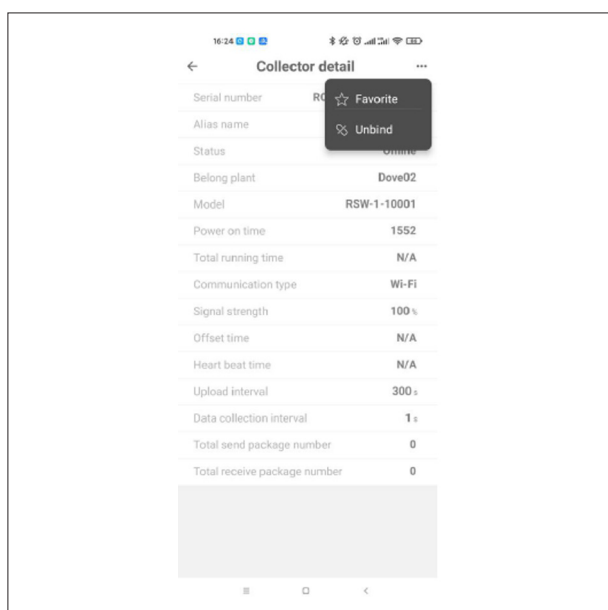 16:24
Collector detail
Serial number
Favorite
Alias name
Unbind
Status
Belong plant Dove02
Model RSW-1-10001
Power on time 1552
Total running time N/A
Communication type Wi-Fi
Signal strength 100 %
Offset time N/A
Heart beat time N/A
Upload interval 300 s
Data collection interval 1 s
Total send package number 0
Total receive package number 0